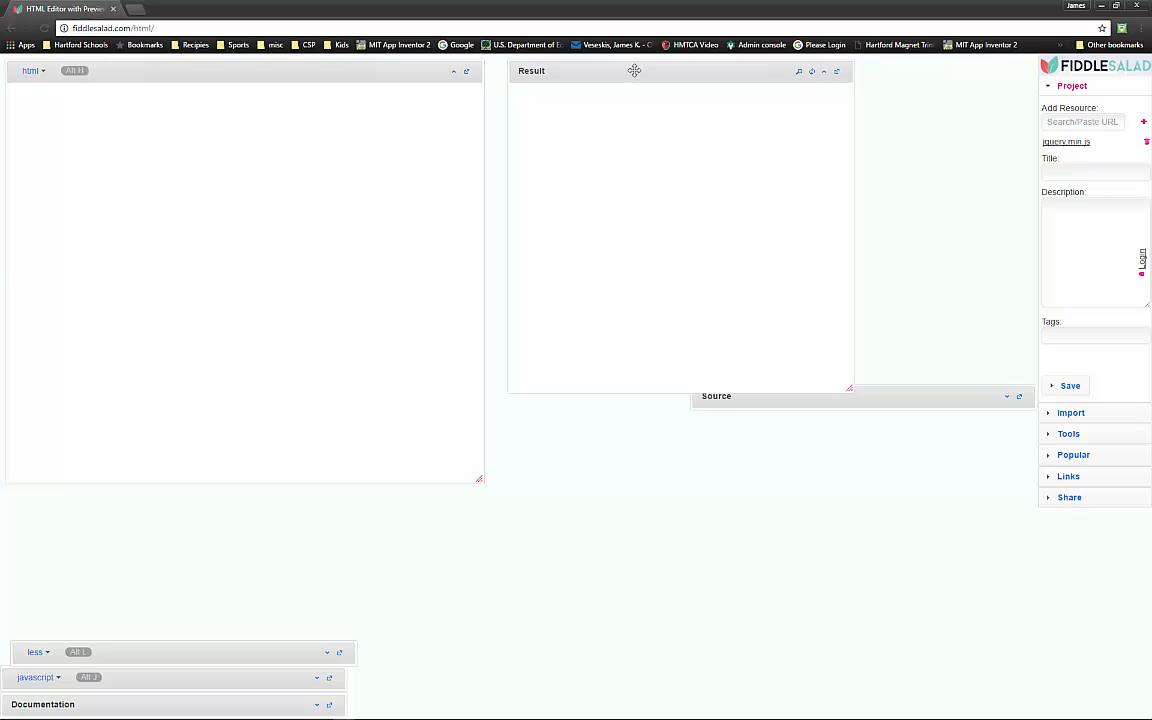 HTML Editor with Previe
James
fiddlesalad.com/html/
Apps
Hartford Schools
Bookmarks
Recipies
Sports
misc
CSP
Kids
MIT App Inventor 2
Google
U.S. Department of Ed
Veseskis, James K. - O
HMTCA Video
Admin console
Please Login
Hartford Magnet Trin
MIT App Inventor 2
Other bookmarks
html
Alt H
Result
FIDDLESALAD
Project
Add Resource:
Search/Paste URL
jquery.min.js
Title:
Description:
Login
Tags:
Save
Source
Import
Tools
Popular
Links
Share
less
Alt L
javascript
Alt J
Documentation